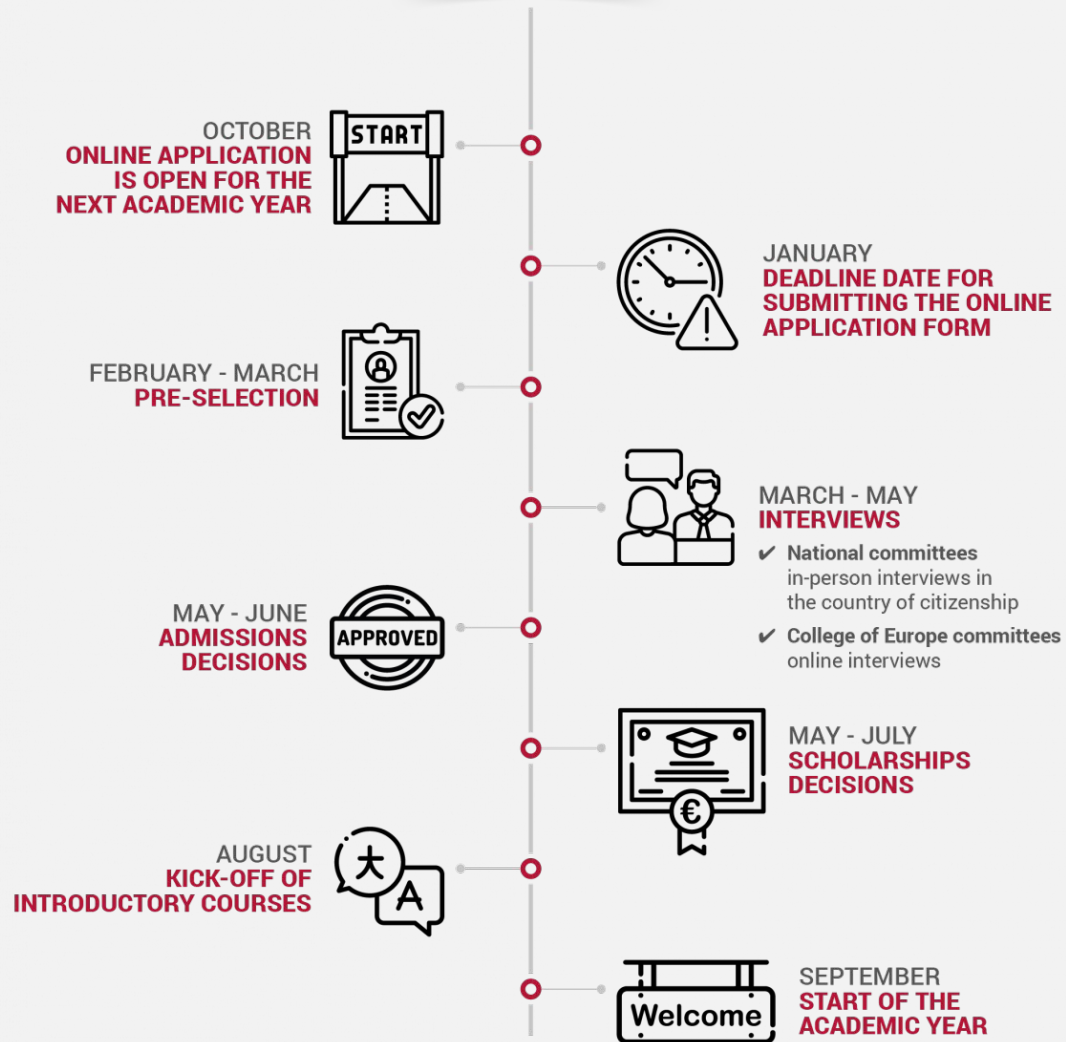 START
OCTOBER
ONLINE APPLICATION
IS OPEN FOR THE
NEXT ACADEMIC YEAR
JANUARY
DEADLINE DATE FOR
SUBMITTING THE ONLINE
APPLICATION FORM
FEBRUARY - MARCH
PRE-SELECTION
MARCH - MAY
INTERVIEWS
✔ National committees
in-person interviews in
the country of citizenship
✔ College of Europe committees
online interviews
MAY - JUNE
ADMISSIONS
DECISIONS
APPROVED
MAY - JULY
SCHOLARSHIPS
DECISIONS
€
AUGUST
KICK-OFF OF
INTRODUCTORY COURSES
大
A
SEPTEMBER
START OF THE
ACADEMIC YEAR
Welcome